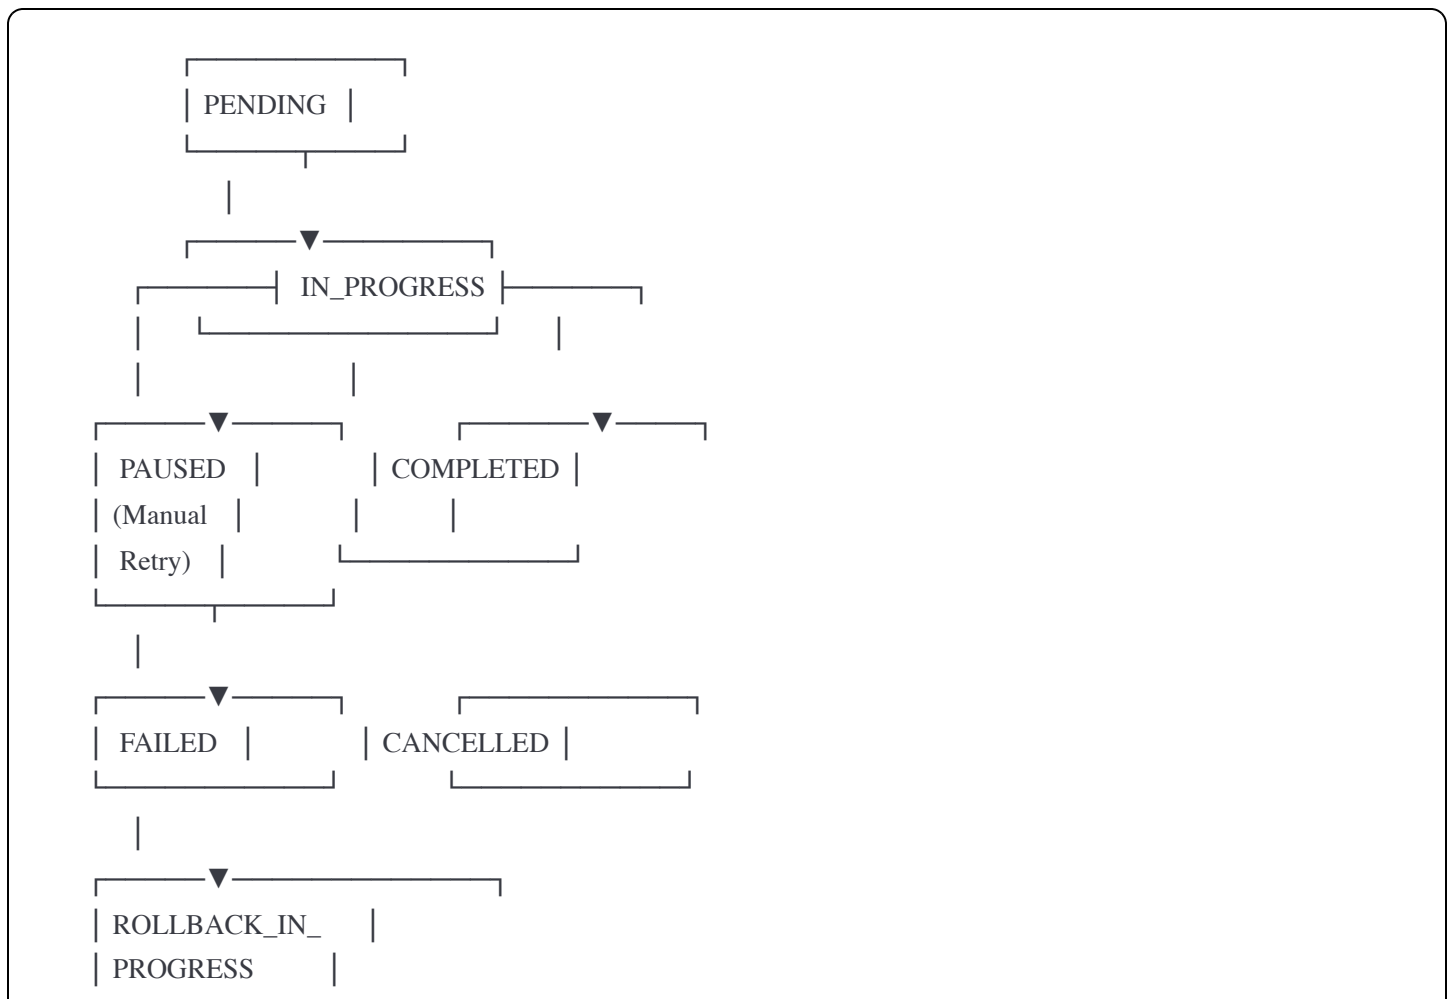 PENDING
IN_PROGRESS
PAUSED COMPLETED
(Manual
Retry)
FAILED CANCELLED
ROLLBACK_IN_
PROGRESS